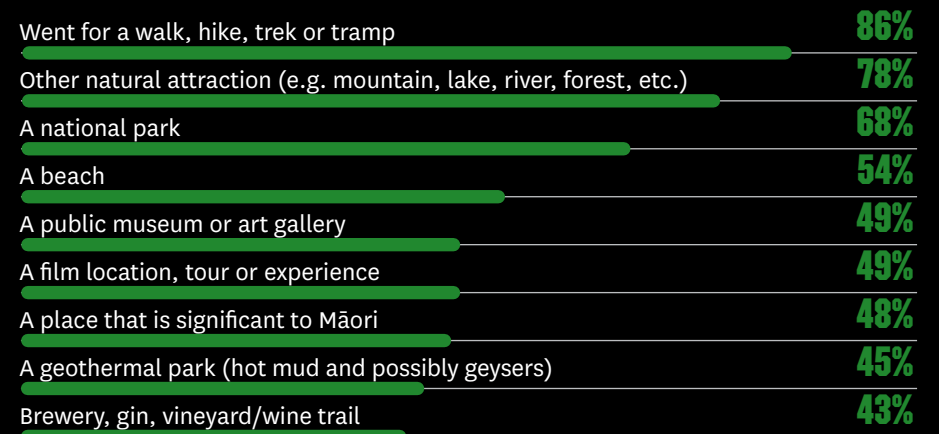 Went for a walk, hike, trek or tramp 86%
Other natural attraction (e.g. mountain, lake, river, forest, etc.) 78%
A national park 68%
A beach 54%
A public museum or art gallery 49%
A film location, tour or experience 49%
A place that is significant to Māori 48%
A geothermal park (hot mud and possibly geysers) 45%
Brewery, gin, vineyard/wine trail 43%